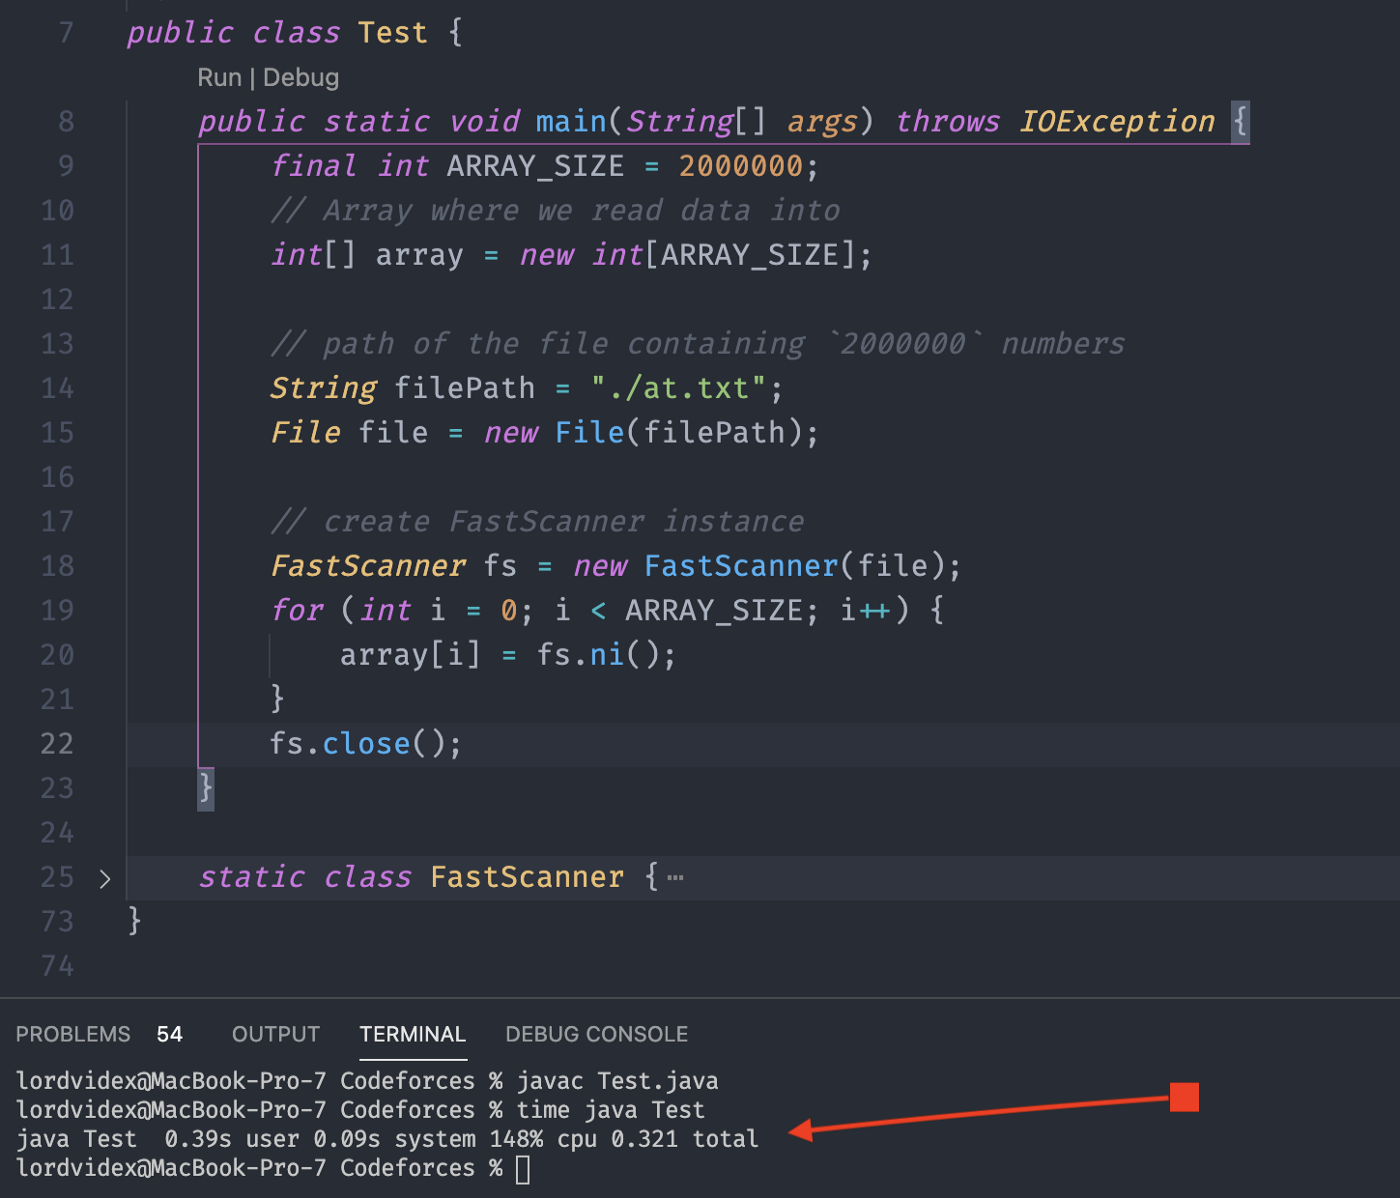 7 public class Test {
Run | Debug
8 public static void main(String[] args) throws IOException {
9 final int ARRAY_SIZE = 2000000;
10 // Array where we read data into
11 int[] array = new int[ARRAY_SIZE];
12
13 // path of the file containing `2000000` numbers
14 String filePath = "./at.txt";
15 File file = new File(filePath);
16
17 // create FastScanner instance
18 FastScanner fs = new FastScanner(file);
19 for (int i = 0; i < ARRAY_SIZE; i++) {
20 array[i] = fs.ni();
21 }
22 fs.close();
23 }
24
25 static class FastScanner {⋯
73 }
74
PROBLEMS 54 OUTPUT TERMINAL DEBUG CONSOLE
lordvidex@MacBook-Pro-7 Codeforces % javac Test.java
lordvidex@MacBook-Pro-7 Codeforces % time java Test
java Test  0.39s user 0.09s system 148% cpu 0.321 total
lordvidex@MacBook-Pro-7 Codeforces %